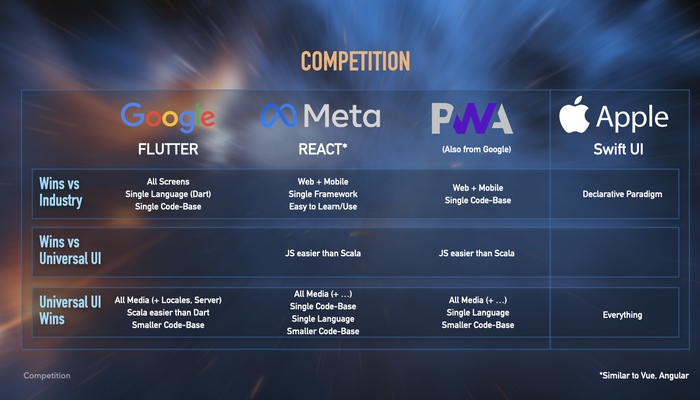 COMPETITION
Google
Meta
PWA
Apple
FLUTTER
REACT*
(Also from Google)
Swift UI
Wins vs
Industry
All Screens
Single Language (Dart)
Single Code-Base
Web + Mobile
Single Framework
Easy to Learn/Use
Web + Mobile
Single Code-Base
Declarative Paradigm
Wins vs
Universal UI
JS easier than Scala
JS easier than Scala
Universal UI
Wins
All Media (+ Locales, Server)
Scala easier than Dart
Smaller Code-Base
All Media (+ ...)
Single Code-Base
Single Language
Smaller Code-Base
All Media (+ ...)
Single Language
Smaller Code-Base
Everything
Competition
*Similar to Vue, Angular